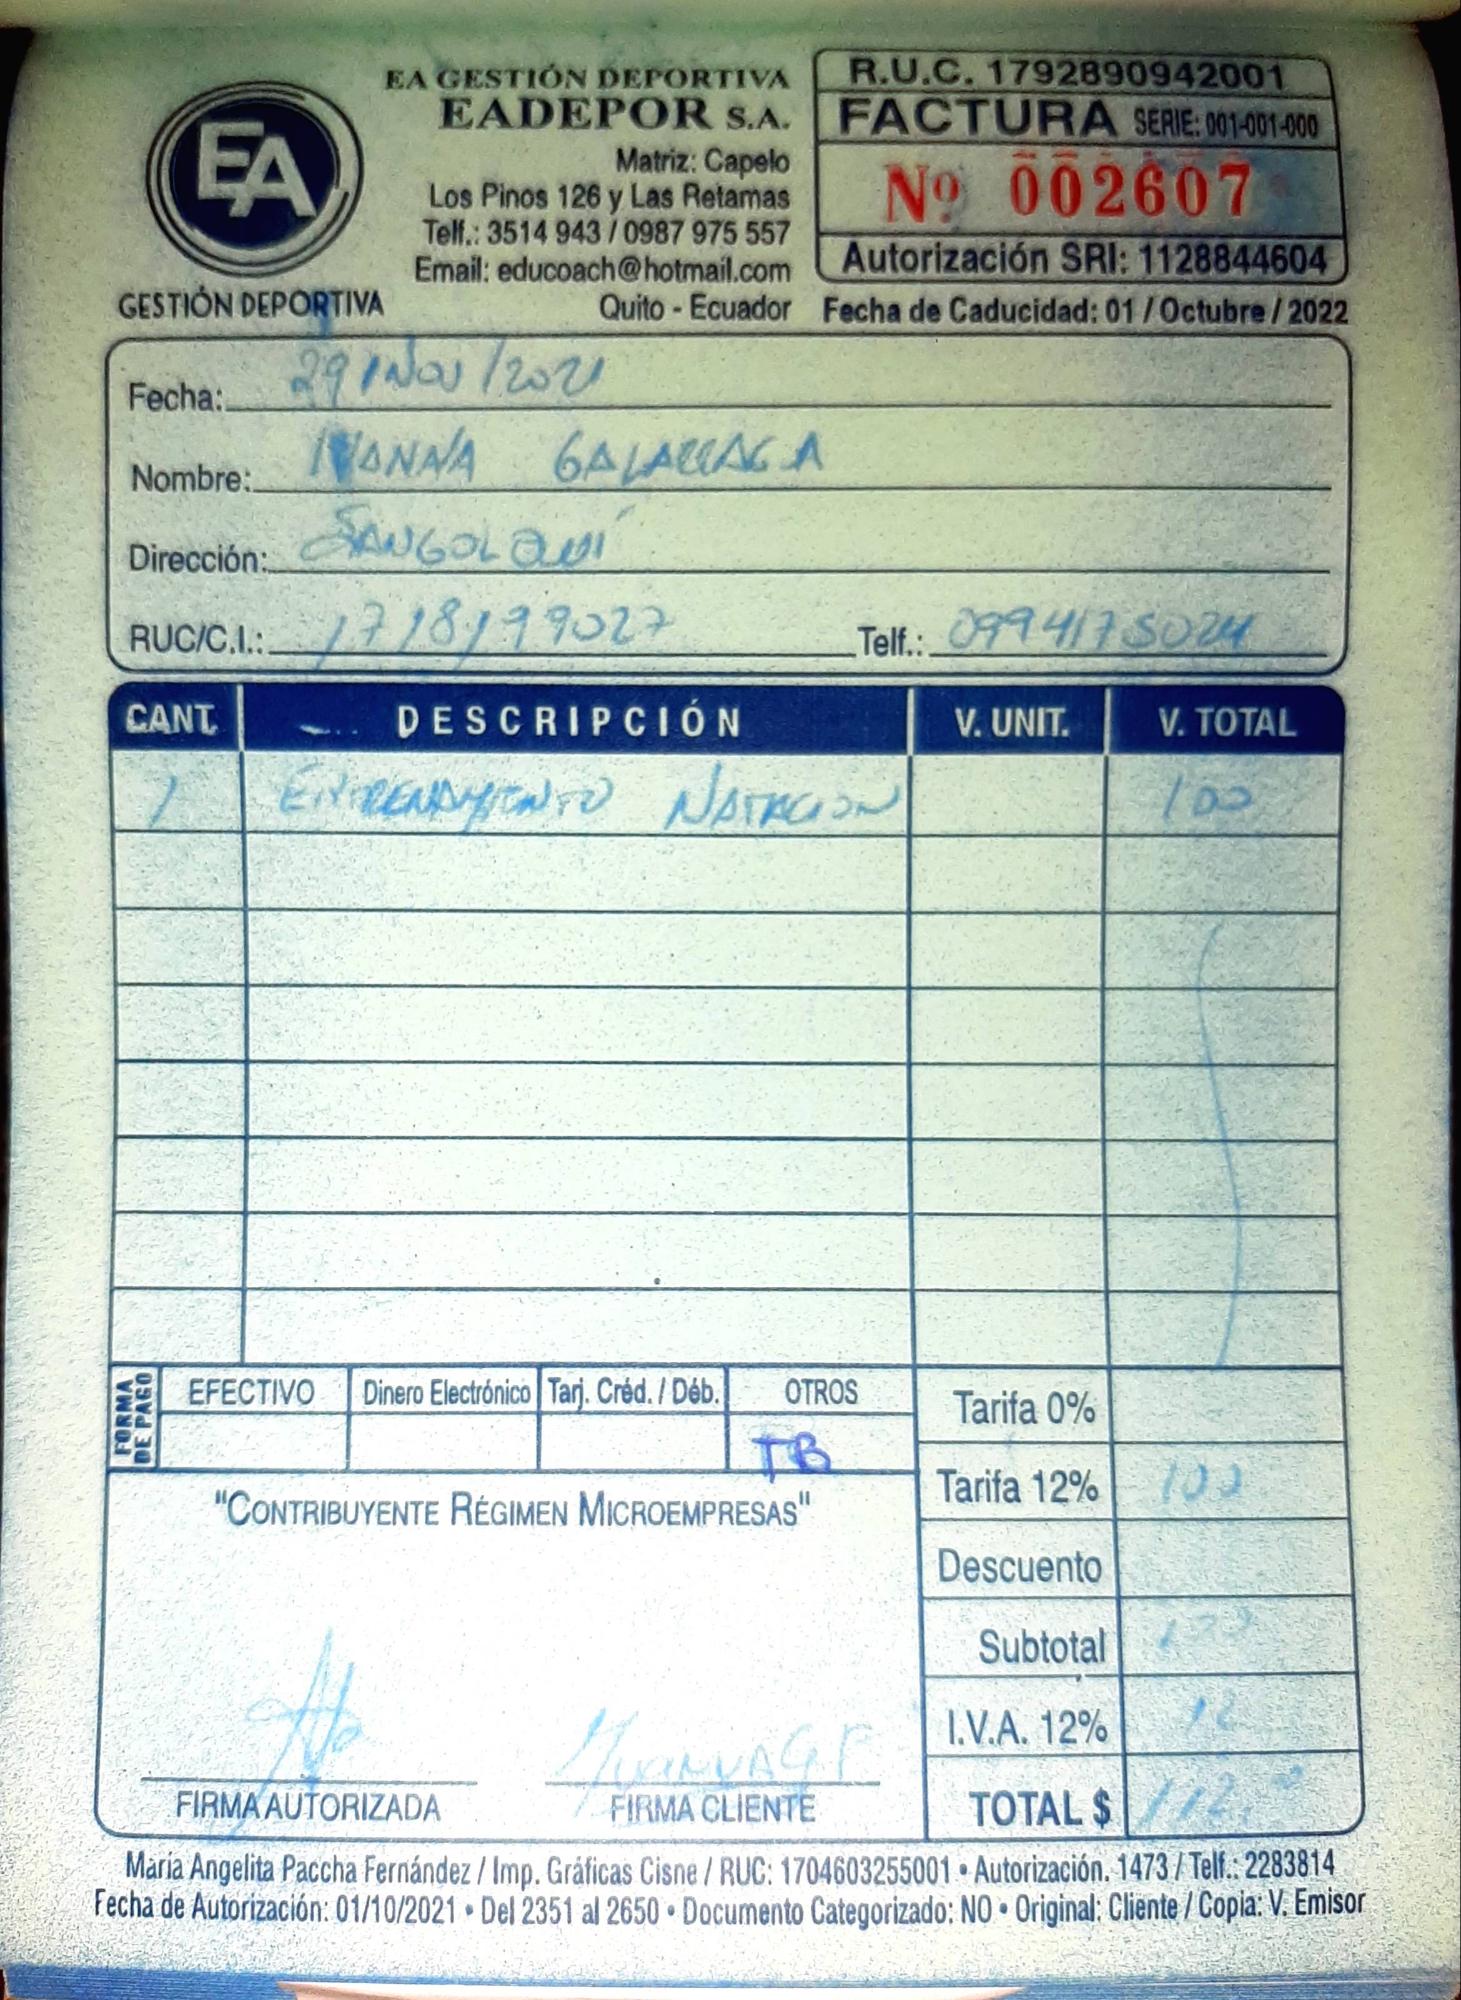 EA GESTIÓN DEPORTIVA
EADEPOR S.A.
Matriz: Capelo
Los Pinos 126 y Las Retamas
Telf.: 3514 943 / 0987 975 557
Email: educoach@hotmail.com
Quito - Ecuador
EA
GESTIÓN DEPORTIVA
R.U.C. 1792890942001
FACTURA SERIE: 001-001-000
Nº 002607
Autorización SRI: 1128844604
Fecha de Caducidad: 01 / Octubre / 2022
Fecha: 29/NOV/2021
Nombre: IVANNA GALARRAGA
Dirección: SANGOLQUÍ
RUC/C.I.: 1718199027 Telf.: 0994175024
CANT. DESCRIPCIÓN V. UNIT. V. TOTAL
1 ENTRENAMIENTO NATACION 100
FORMA DE PAGO
EFECTIVO Dinero Electrónico Tarj. Créd. / Déb. OTROS
TB
Tarifa 0%
Tarifa 12% 100
Descuento
Subtotal 100
I.V.A. 12% 12
TOTAL $ 112.00
"CONTRIBUYENTE RÉGIMEN MICROEMPRESAS"
FIRMA AUTORIZADA FIRMA CLIENTE
María Angelita Paccha Fernández / Imp. Gráficas Cisne / RUC: 1704603255001 • Autorización. 1473 / Telf.: 2283814
Fecha de Autorización: 01/10/2021 • Del 2351 al 2650 • Documento Categorizado: NO • Original: Cliente / Copia: V. Emisor